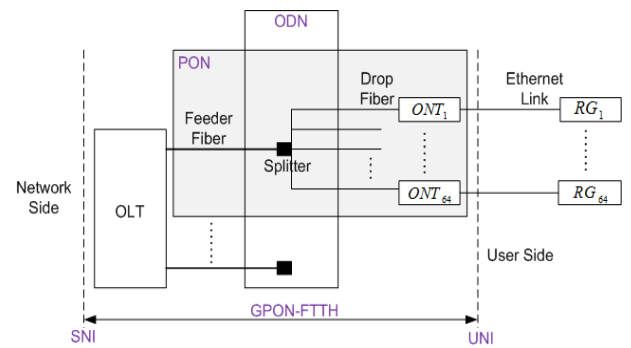 ODN
PON
Drop
Fiber
Ethernet
Link
Feeder
Fiber
ONT1
RG1
Splitter
Network
Side
OLT
ONT64
RG64
User Side
GPON-FTTH
SNI
UNI